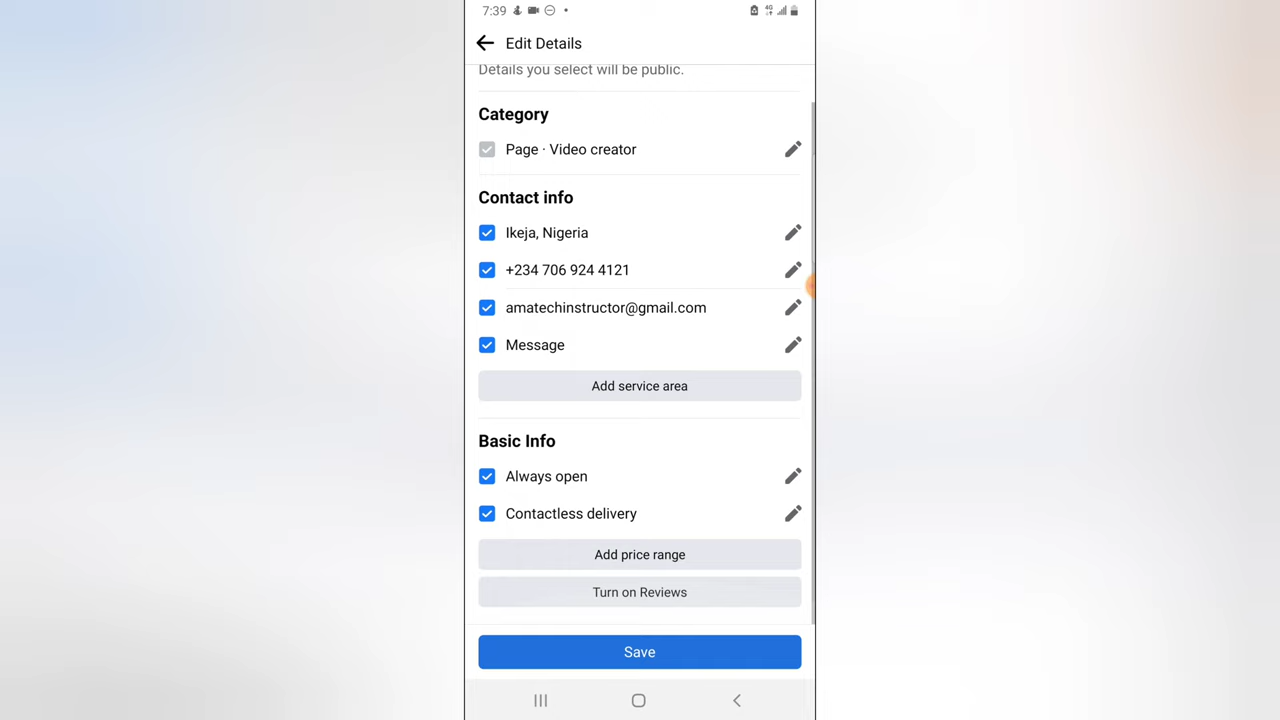 7:39
4G
Edit Details
Details you select will be public.
Category
Page · Video creator
Contact info
Ikeja, Nigeria
+234 706 924 4121
amatechinstructor@gmail.com
Message
Add service area
Basic Info
Always open
Contactless delivery
Add price range
Turn on Reviews
Save